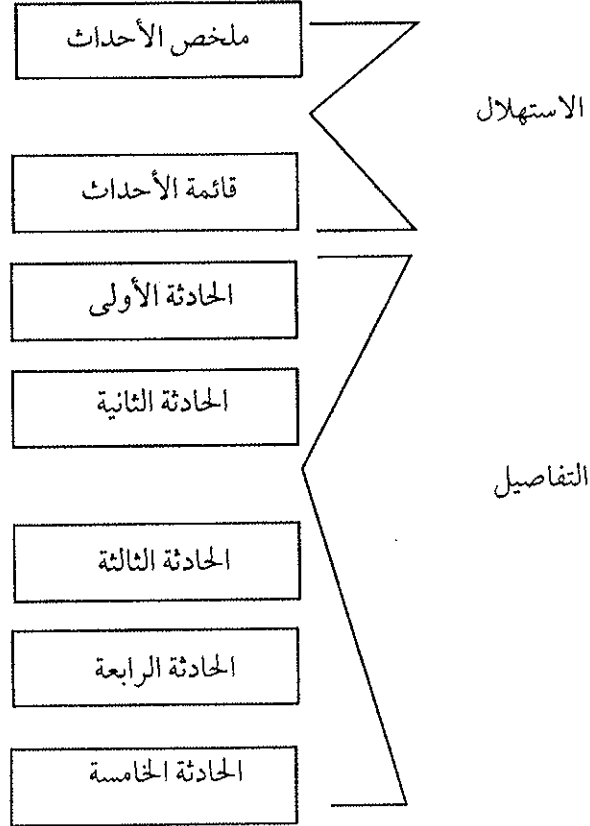 ملخص الأحداث
الاستهلال
قائمة الأحداث
الحادثة الأولى
الحادثة الثانية
التفاصيل
الحادثة الثالثة
الحادثة الرابعة
الحادثة الخامسة